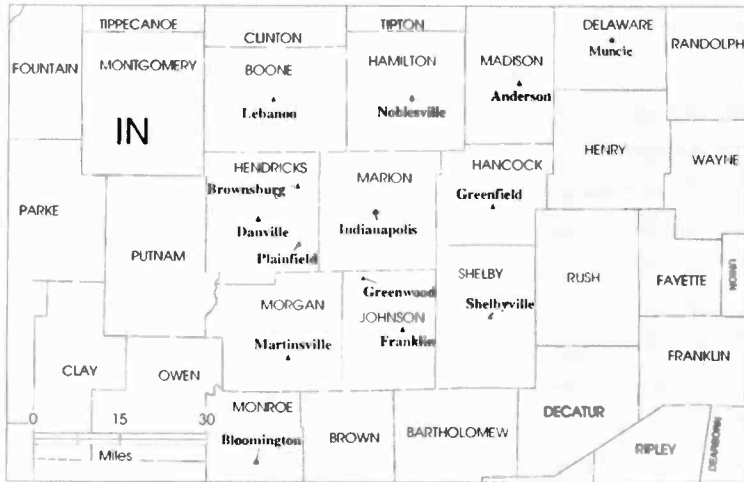 TIPPECANOE
CLINTON
TIPTON
DELAWARE
Muncie
RANDOLPH
FOUNTAIN
MONTGOMERY
BOONE
Lebanon
HAMILTON
Noblesville
MADISON
Anderson
IN
HENRY
WAYNE
HENDRICKS
Brownsburg
Danville
Plainfield
MARION
Indianapolis
HANCOCK
Greenfield
PARKE
PUTNAM
SHELBY
Shelbyville
RUSH
FAYETTE
UNION
MORGAN
Martinsville
Greenwood
JOHNSON
Franklin
FRANKLIN
CLAY
OWEN
MONROE
Bloomington
BROWN
BARTHOLOMEW
DECATUR
RIPLEY
DEARBORN
0 15 30
Miles